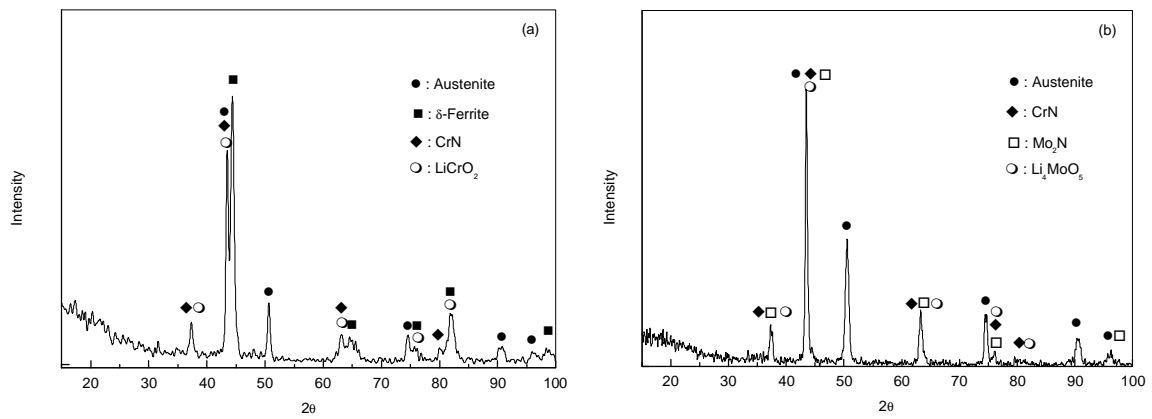 (a)
● : Austenite
■ : δ-Ferrite
◆ : CrN
❍ : LiCrO₂
Intensity
20 30 40 50 60 70 80 90 100
2θ
(b)
● : Austenite
◆ : CrN
□ : Mo₂N
❍ : Li₄MoO₅
Intensity
20 30 40 50 60 70 80 90 100
2θ